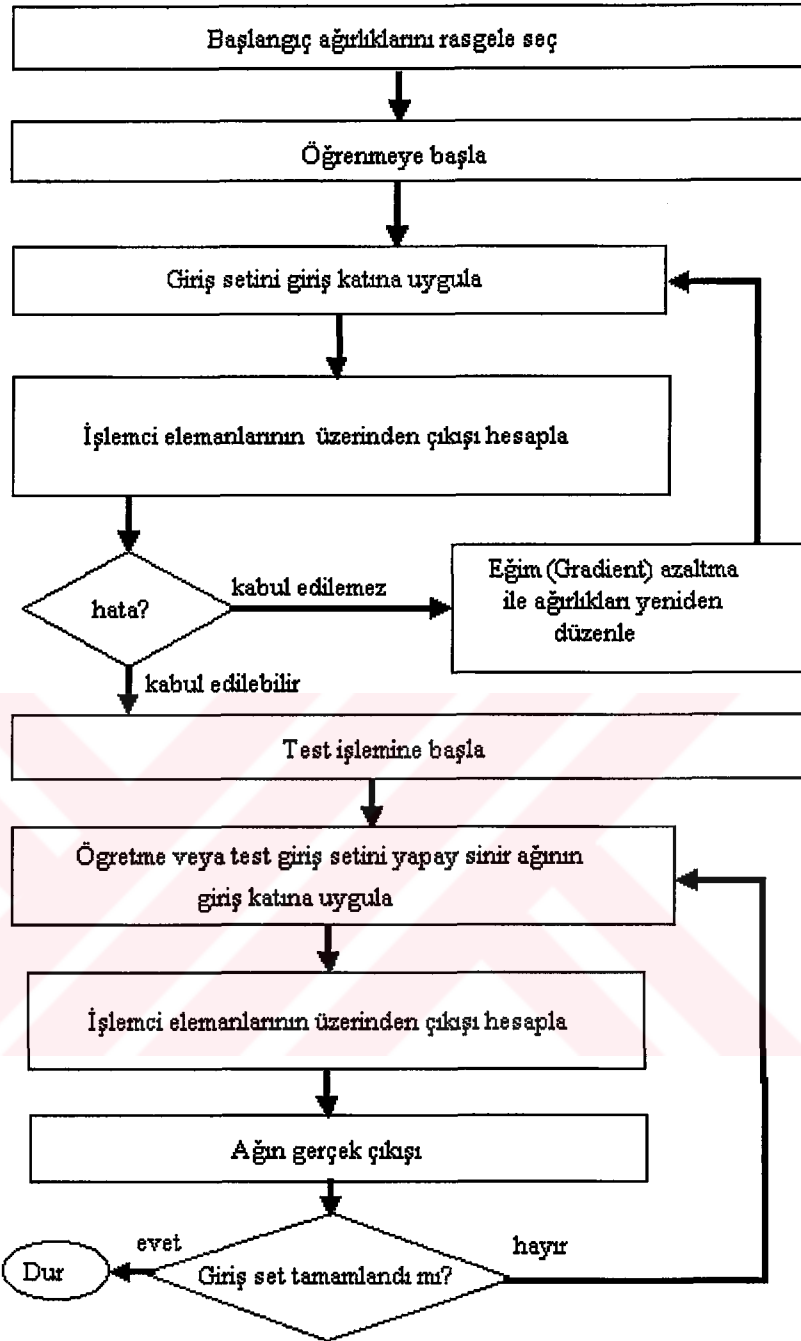 Başlangıç ağırlıklarını rasgele seç
Öğrenmeye başla
Giriş setini giriş katına uygula
İşlemci elemanlarının üzerinden çıkışı hesapla
hata?
kabul edilemez
Eğim (Gradient) azaltma
ile ağırlıkları yeniden
düzenle
kabul edilebilir
Test işlemine başla
Ögretme veya test giriş setini yapay sinir ağının
giriş katına uygula
İşlemci elemanlarının üzerinden çıkışı hesapla
Ağın gerçek çıkışı
evet
hayır
Dur
Giriş set tamamlandı mı?